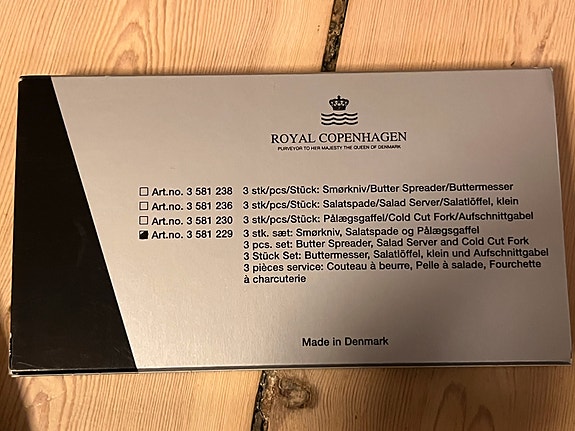 ROYAL COPENHAGEN
PURVEYOR TO HER MAJESTY THE QUEEN OF DENMARK
Art.no. 3 581 238 3 stk/pcs/Stück: Smørkniv/Butter Spreader/Buttermesser
Art.no. 3 581 236 3 stk/pcs/Stück: Salatspade/Salad Server/Salatlöffel, klein
Art.no. 3 581 230 3 stk/pcs/Stück: Pålægsgaffel/Cold Cut Fork/Aufschnittgabel
Art.no. 3 581 229 3 stk. sæt: Smørkniv, Salatspade og Pålægsgaffel
3 pcs. set: Butter Spreader, Salad Server and Cold Cut Fork
3 Stück Set: Buttermesser, Salatlöffel, klein und Aufschnittgabel
3 pièces service: Couteau à beurre, Pelle à salade, Fourchette
à charcuterie
Made in Denmark